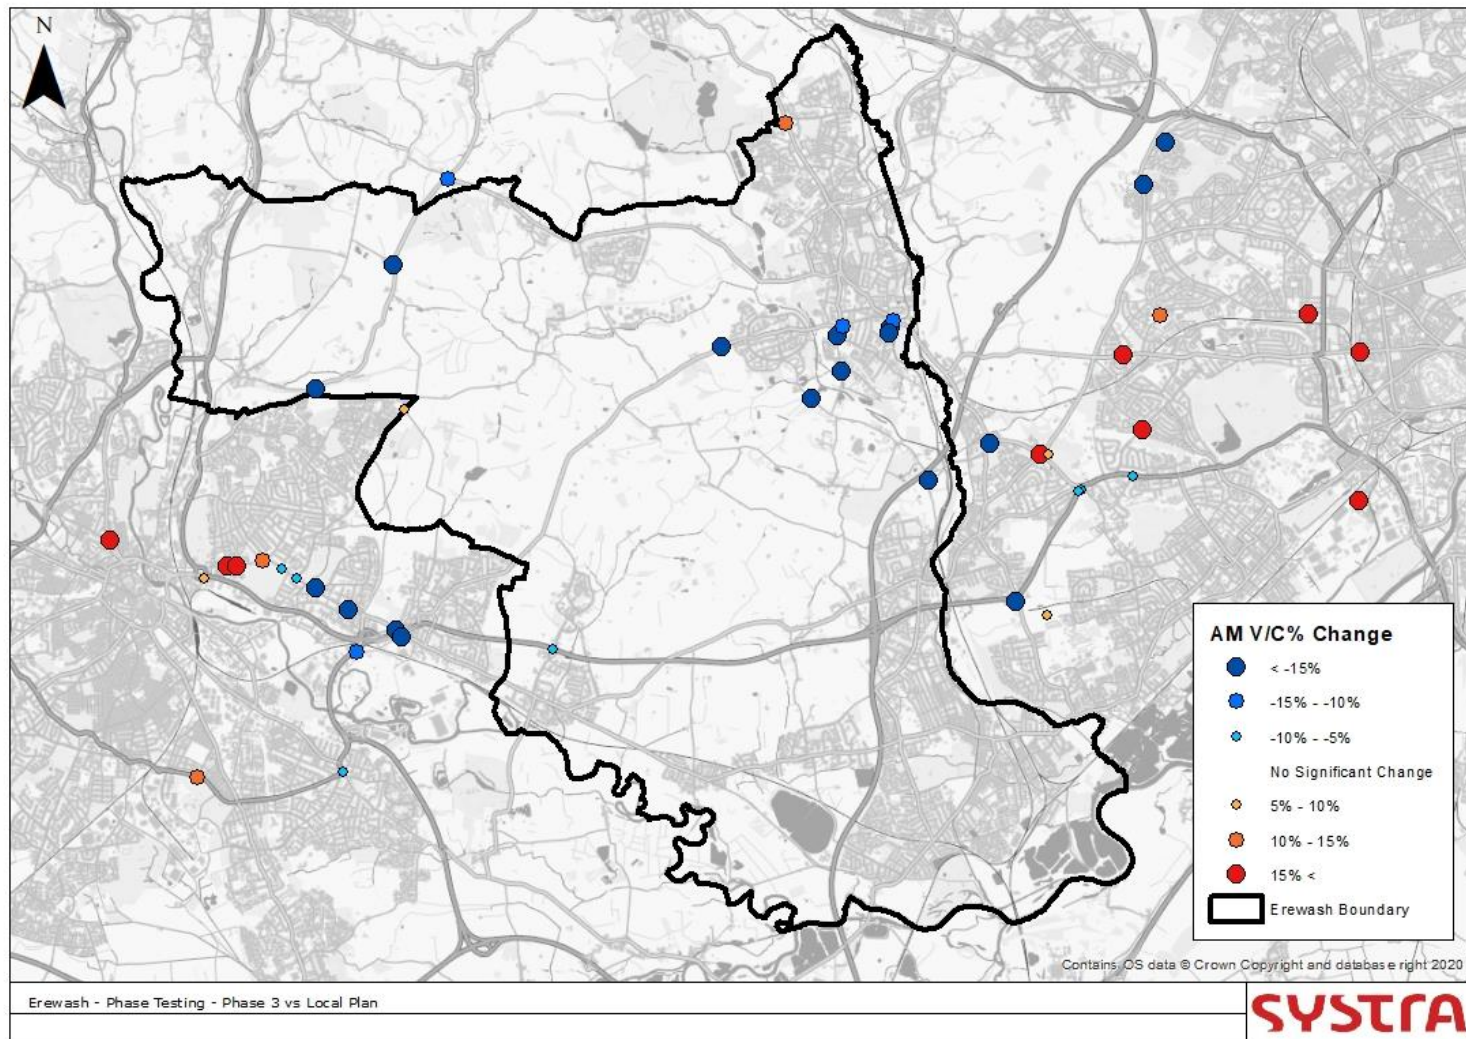 N
AM V/C% Change
< -15%
-15% - -10%
-10% - -5%
No Significant Change
5% - 10%
10% - 15%
15% <
Erewash Boundary
Contains OS data © Crown Copyright and database right 2020
Erewash - Phase Testing - Phase 3 vs Local Plan
SYSTRA